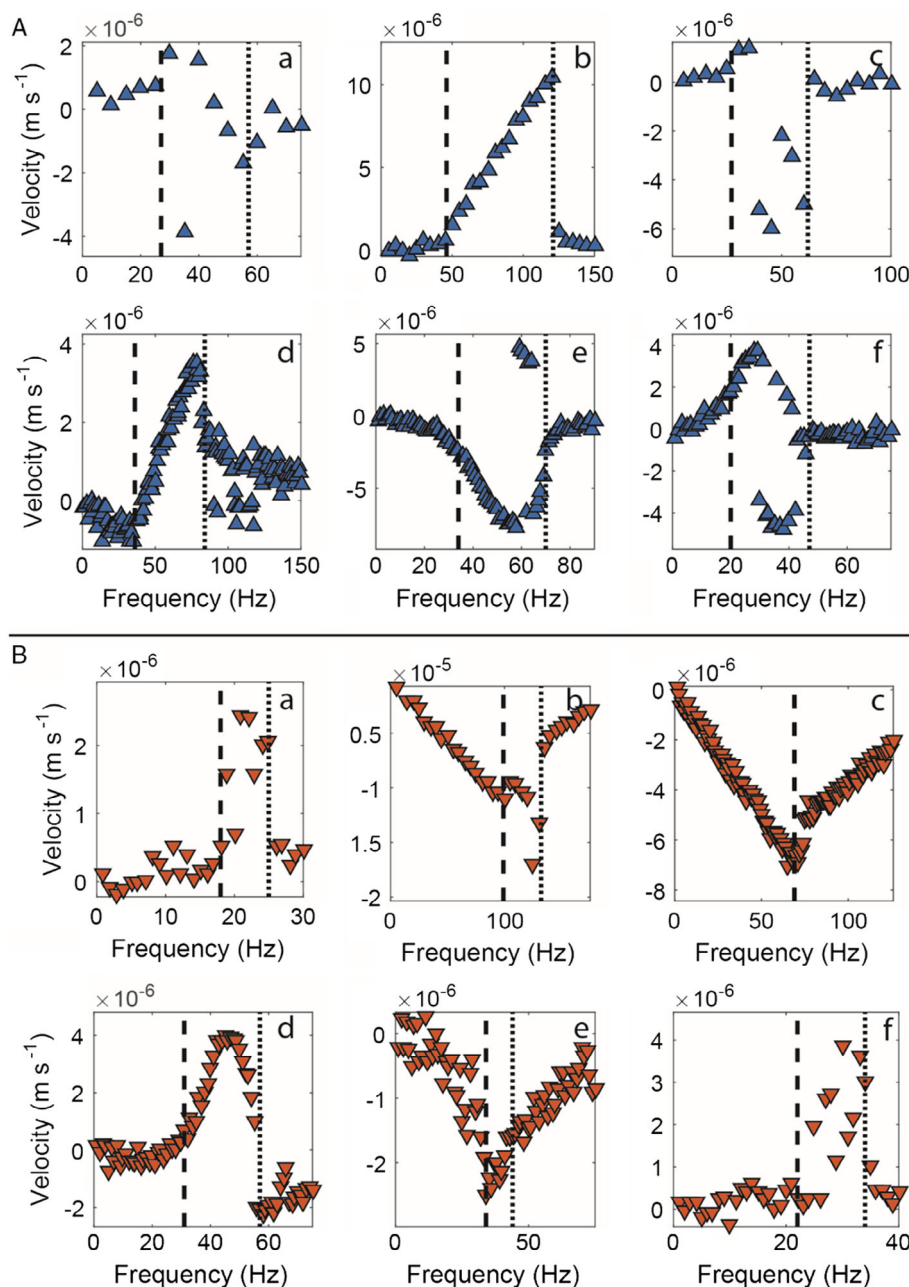 A
× 10⁻⁶
a
2
0
-2
-4
0 20 40 60
Velocity (m s⁻¹)
× 10⁻⁶
b
10
5
0
0 50 100 150
× 10⁻⁶
c
2
0
-2
-4
-6
0 50 100
× 10⁻⁶
d
4
2
0
0 50 100 150
Velocity (m s⁻¹)
Frequency (Hz)
× 10⁻⁶
e
5
0
-5
0 20 40 60 80
Frequency (Hz)
× 10⁻⁶
f
4
2
0
-2
-4
0 20 40 60
Frequency (Hz)
B
× 10⁻⁶
a
2
1
0
0 10 20 30
Velocity (m s⁻¹)
Frequency (Hz)
× 10⁻⁵
b
0.5
-1
1.5
-2
0 100
Frequency (Hz)
× 10⁻⁶
c
0
-2
-4
-6
-8
0 50 100
Frequency (Hz)
× 10⁻⁶
d
4
2
0
-2
0 20 40 60
Velocity (m s⁻¹)
Frequency (Hz)
× 10⁻⁶
e
0
-1
-2
0 50
Frequency (Hz)
× 10⁻⁶
f
4
3
2
1
0
0 10 20 30 40
Frequency (Hz)